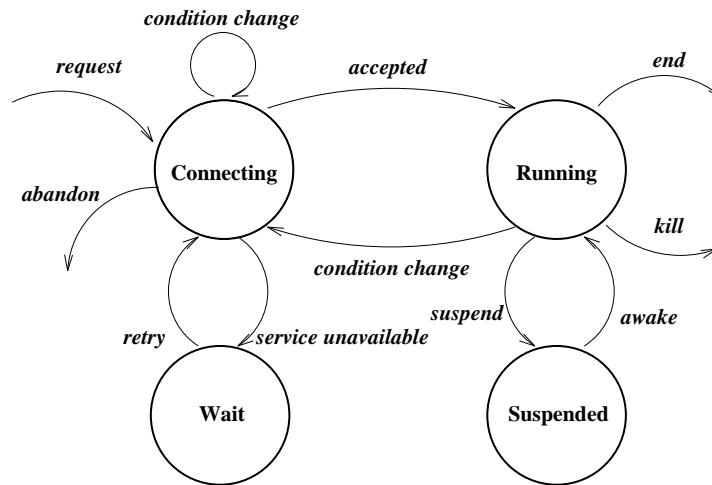 condition change
request
accepted
end
Connecting
Running
abandon
kill
condition change
suspend
awake
retry
service unavailable
Wait
Suspended